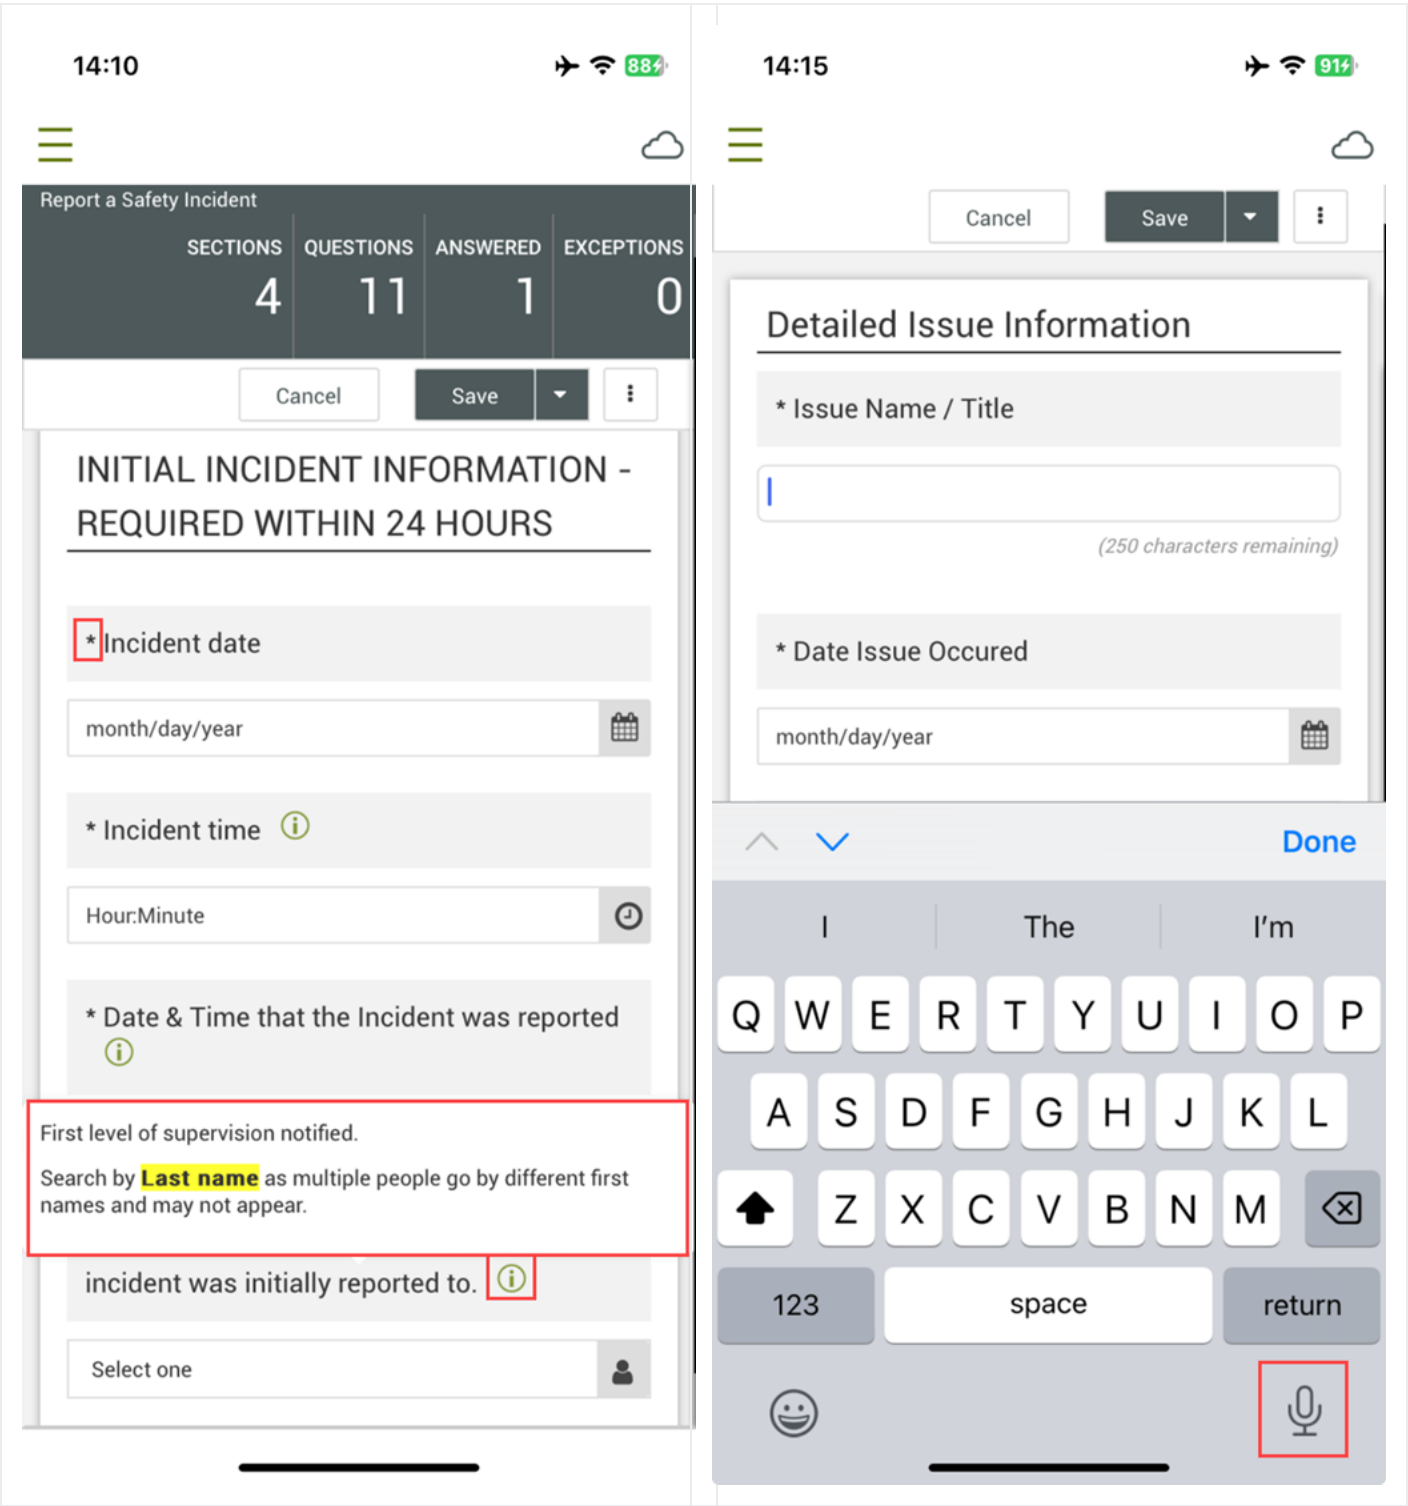 14:10
88
Report a Safety Incident
SECTIONS QUESTIONS ANSWERED EXCEPTIONS
4 11 1 0
Cancel Save
INITIAL INCIDENT INFORMATION -
REQUIRED WITHIN 24 HOURS
* Incident date
month/day/year
* Incident time
Hour:Minute
* Date & Time that the Incident was reported
First level of supervision notified.
Search by Last name as multiple people go by different first
names and may not appear.
incident was initially reported to.
Select one
14:15
91
Cancel Save
Detailed Issue Information
* Issue Name / Title
(250 characters remaining)
* Date Issue Occured
month/day/year
Done
I The I'm
Q W E R T Y U I O P
A S D F G H J K L
Z X C V B N M
123 space return